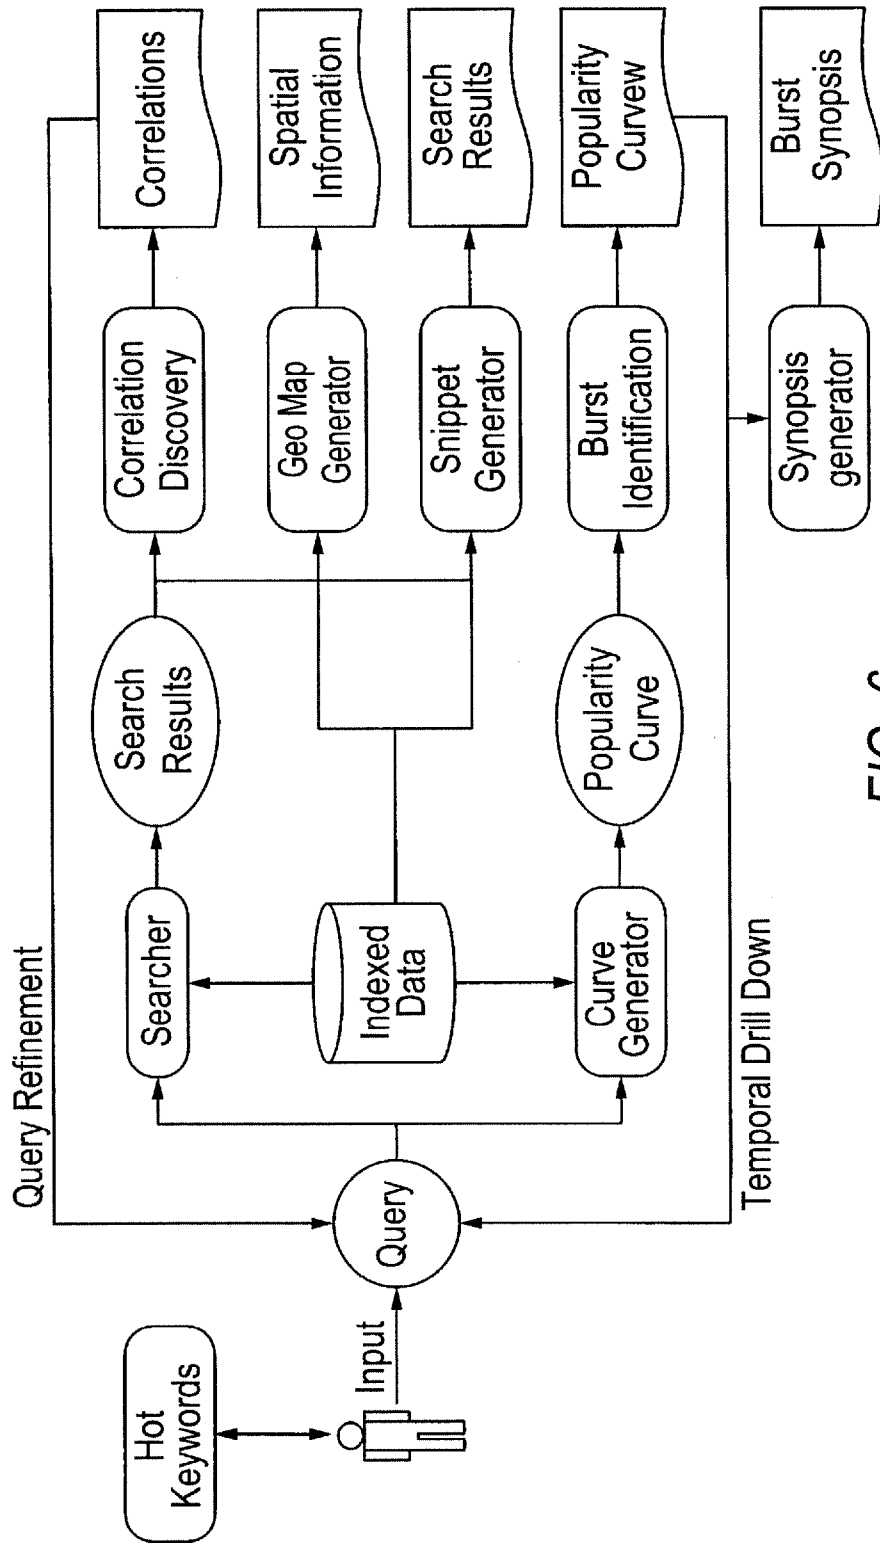 Query Refinement
Hot
Keywords
Input
Query
Searcher
Indexed
Data
Curve
Generator
Search
Results
Popularity
Curve
Correlation
Discovery
Geo Map
Generator
Snippet
Generator
Burst
Identification
Synopsis
generator
Correlations
Spatial
Information
Search
Results
Popularity
Curvew
Burst
Synopsis
Temporal Drill Down